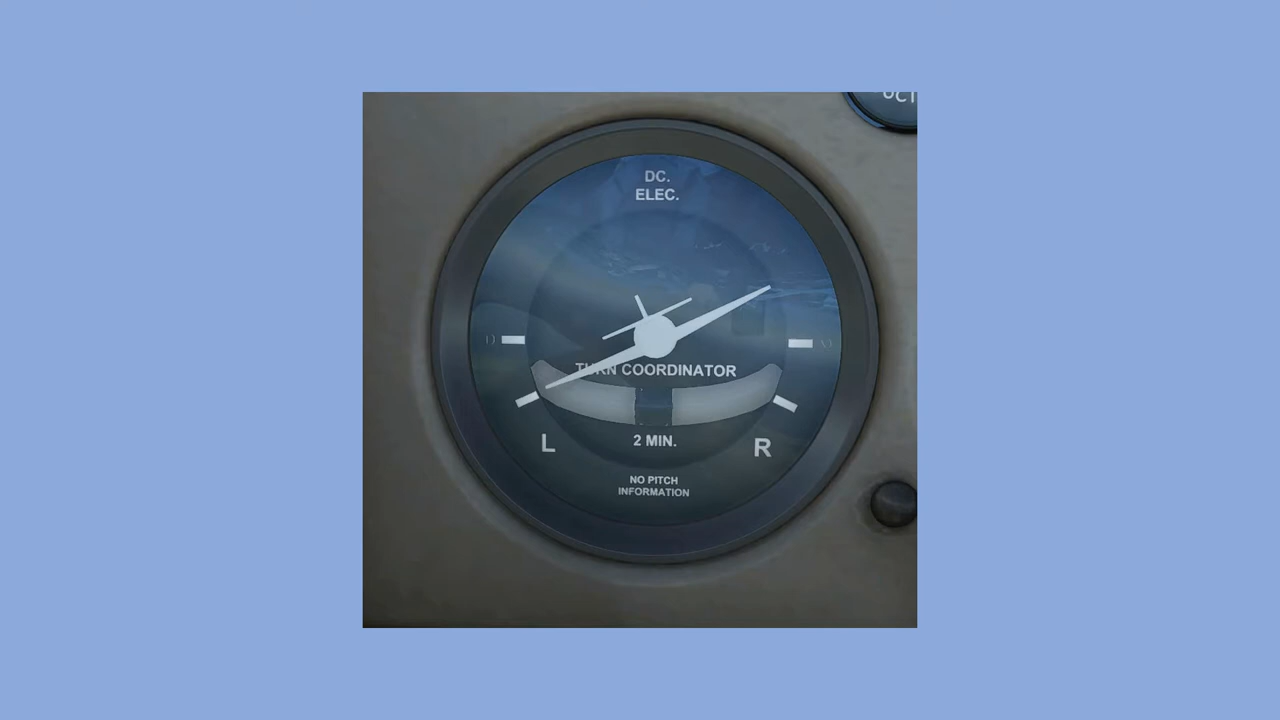 DC.
ELEC.
TURN COORDINATOR
L
2 MIN.
R
NO PITCH
INFORMATION